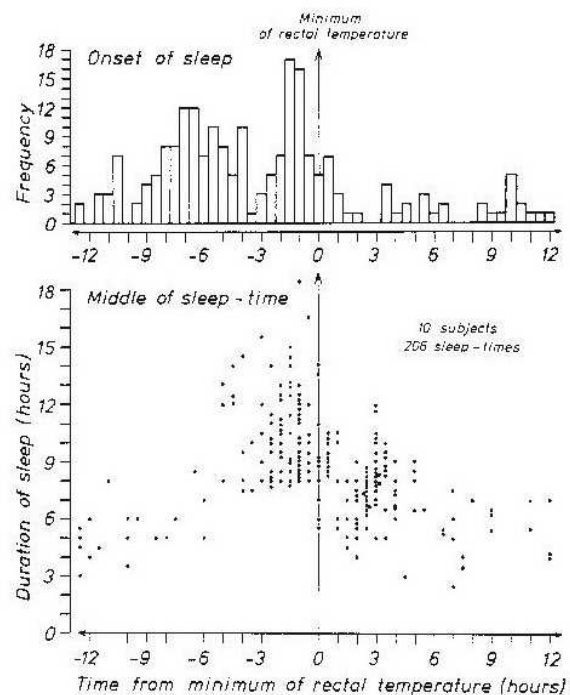 Minimum
of rectal temperature
Onset of sleep
Frequency
18
15
12
9
6
3
0
-12 -9 -6 -3 0 3 6 9 12
Middle of sleep-time
10 subjects
206 sleep-times
Duration of sleep (hours)
18
15
12
9
6
3
0
-12 -9 -6 -3 0 3 6 9 12
Time from minimum of rectal temperature (hours)